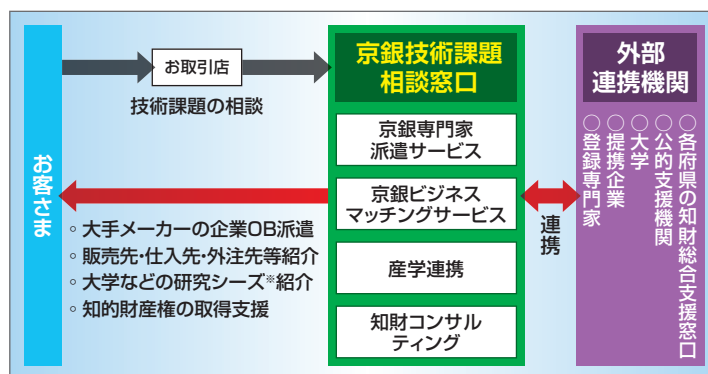 お客さま
お取引店
技術課題の相談
京銀技術課題
相談窓口
京銀専門家
派遣サービス
京銀ビジネス
マッチングサービス
産学連携
知財コンサル
ティング
◦大手メーカーの企業OB派遣
◦販売先・仕入先・外注先等紹介
◦大学などの研究シーズ※紹介
◦知的財産権の取得支援
連携
外部
連携機関
○各府県の知財総合支援窓口
○公的支援機関
○大学
○提携企業
○登録専門家